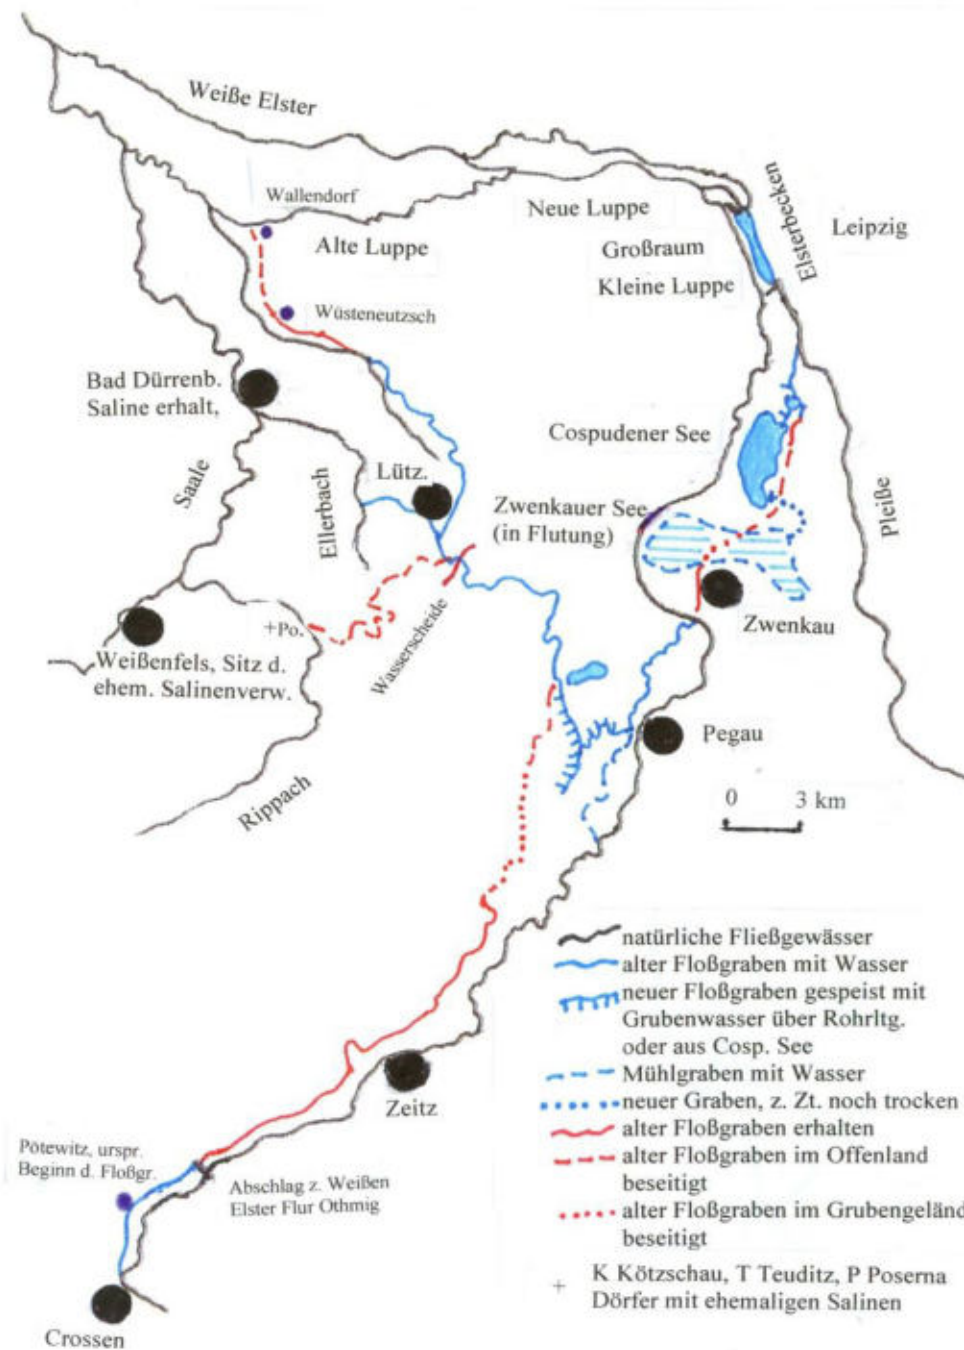 Weiße Elster
Wallendorf
Neue Luppe
Elsterbecken
Leipzig
Alte Luppe
Großraum
Kleine Luppe
Wüsteneutzsch
Bad Dürrenb.
Saline erhalt,
Cospudener See
Saale
Ellerbach
Lütz.
Zwenkauer See
(in Flutung)
Pleiße
+Po.
Wasserscheide
Zwenkau
Weißenfels, Sitz d.
ehem. Salinenverw.
Pegau
Rippach
0 3 km
natürliche Fließgewässer
alter Floßgraben mit Wasser
neuer Floßgraben gespeist mit
Grubenwasser über Rohrltg.
oder aus Cosp. See
Mühlgraben mit Wasser
neuer Graben, z. Zt. noch trocken
alter Floßgraben erhalten
alter Floßgraben im Offenland
beseitigt
alter Floßgraben im Grubengeländ
beseitigt
+ K Kötzschau, T Teuditz, P Poserna
Dörfer mit ehemaligen Salinen
Zeitz
Pötewitz, urspr.
Beginn d. Floßgr.
Abschlag z. Weißen
Elster Flur Othmig
Crossen